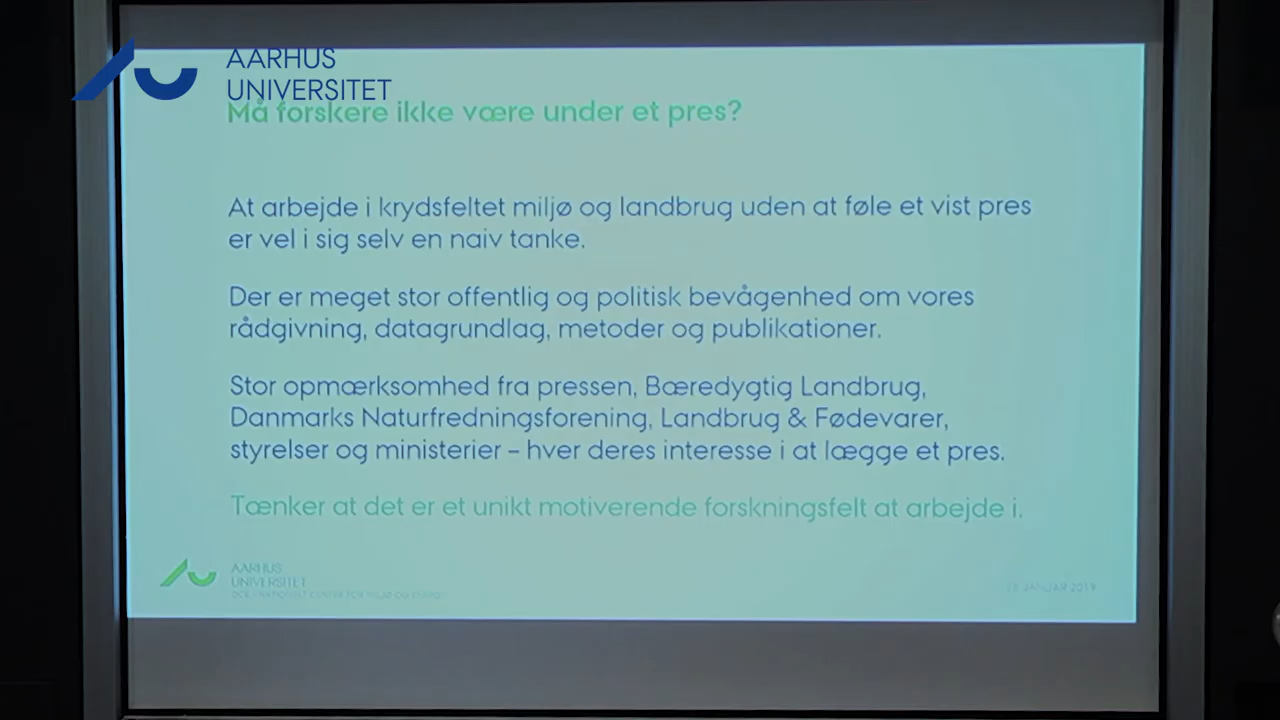 AARHUS
UNIVERSITET
Må forskere ikke være under et pres?
At arbejde i krydsfeltet miljø og landbrug uden at føle et vist pres
er vel i sig selv en naiv tanke.
Der er meget stor offentlig og politisk bevågenhed om vores
rådgivning, datagrundlag, metoder og publikationer.
Stor opmærksomhed fra pressen, Bæredygtig Landbrug,
Danmarks Naturfredningsforening, Landbrug & Fødevarer,
styrelser og ministerier – hver deres interesse i at lægge et pres.
Tænker at det er et unikt motiverende forskningsfelt at arbejde i.
AARHUS
UNIVERSITET
JANUAR 2019